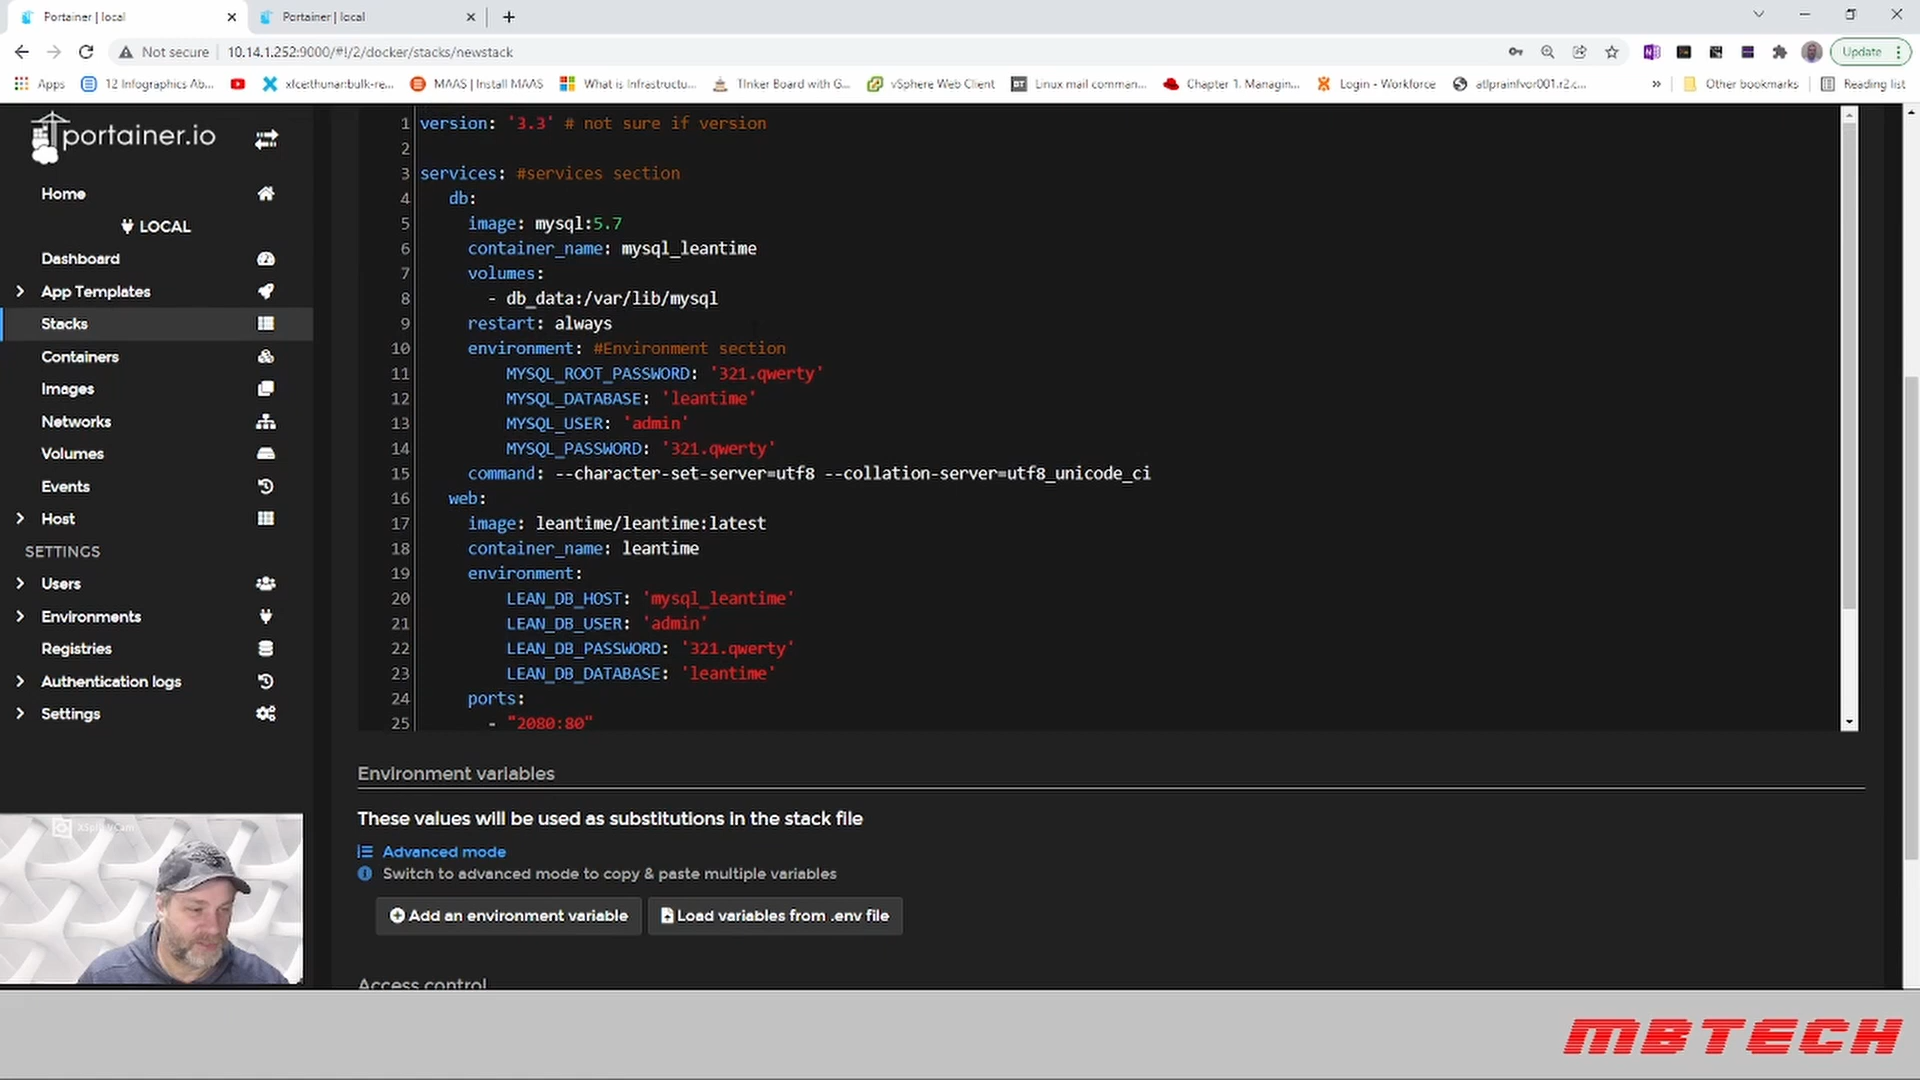 Portainer | local
Portainer | local
Not secure
10.14.1.252:9000/#!/2/docker/stacks/newstack
Update
Apps
12 Infographics Ab...
xlcethunar:bulk-re...
MAAS | Install MAAS
What is Infrastructu...
Tinker Board with G...
vSphere Web Client
Linux mail comman...
Chapter 1. Managin...
Login - Workforce
atlprainfvor001.r2.c...
»
Other bookmarks
Reading list
portainer.io
Home
LOCAL
Dashboard
App Templates
Stacks
Containers
Images
Networks
Volumes
Events
Host
SETTINGS
Users
Environments
Registries
Authentication logs
Settings
1 version: '3.3' # not sure if version
2
3 services: #services section
4 db:
5 image: mysql:5.7
6 container_name: mysql_leantime
7 volumes:
8 - db_data:/var/lib/mysql
9 restart: always
10 environment: #Environment section
11 MYSQL_ROOT_PASSWORD: '321.qwerty'
12 MYSQL_DATABASE: 'leantime'
13 MYSQL_USER: 'admin'
14 MYSQL_PASSWORD: '321.qwerty'
15 command: --character-set-server=utf8 --collation-server=utf8_unicode_ci
16 web:
17 image: leantime/leantime:latest
18 container_name: leantime
19 environment:
20 LEAN_DB_HOST: 'mysql_leantime'
21 LEAN_DB_USER: 'admin'
22 LEAN_DB_PASSWORD: '321.qwerty'
23 LEAN_DB_DATABASE: 'leantime'
24 ports:
25 - "2080:80"
Environment variables
These values will be used as substitutions in the stack file
Advanced mode
Switch to advanced mode to copy & paste multiple variables
Add an environment variable
Load variables from .env file
Access control
XSplit VCam
MBTECH